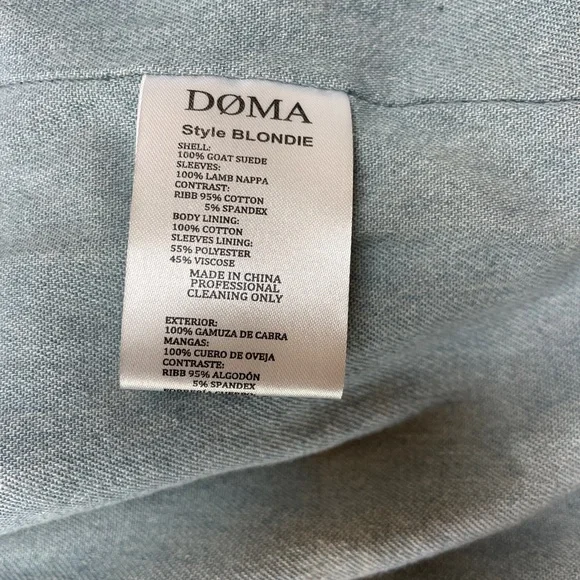 DØMA
Style BLONDIE
SHELL:
100% GOAT SUEDE
SLEEVES:
100% LAMB NAPPA
CONTRAST:
RIBB 95% COTTON
5% SPANDEX
BODY LINING:
100% COTTON
SLEEVES LINING:
55% POLYESTER
45% VISCOSE
MADE IN CHINA
PROFESSIONAL
CLEANING ONLY
EXTERIOR:
100% GAMUZA DE CABRA
MANGAS:
100% CUERO DE OVEJA
CONTRASTE:
RIBB 95% ALGODÓN
5% SPANDEX